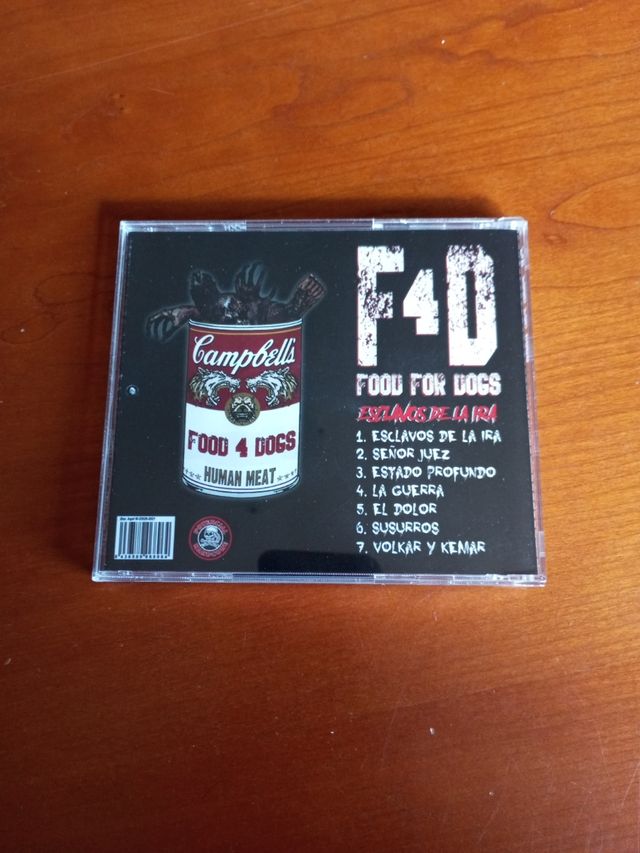 Campbell's
FOOD 4 DOGS
HUMAN MEAT
F4D
FOOD FOR DOGS
ESCLAVOS DE LA IRA
1. ESCLAVOS DE LA IRA
2. SEÑOR JUEZ
3. ESTADO PROFUNDO
4. LA GUERRA
5. EL DOLOR
6. SUSURROS
7. VOLKAR Y KEMAR